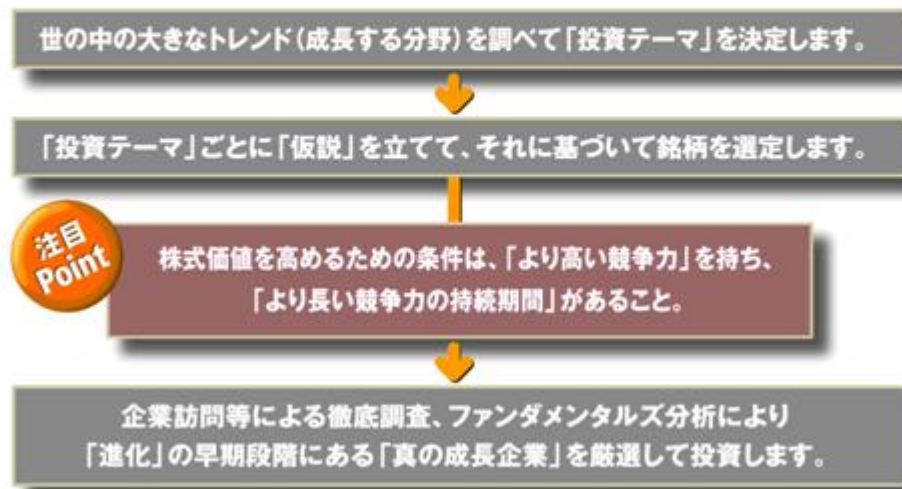 世の中の大きなトレンド(成長する分野)を調べて「投資テーマ」を決定します。
「投資テーマ」ごとに「仮説」を立てて、それに基づいて銘柄を選定します。
注目
Point
株式価値を高めるための条件は、「より高い競争力」を持ち、
「より長い競争力の持続期間」があること。
企業訪問等による徹底調査、ファンダメンタルズ分析により
「進化」の早期段階にある「真の成長企業」を厳選して投資します。